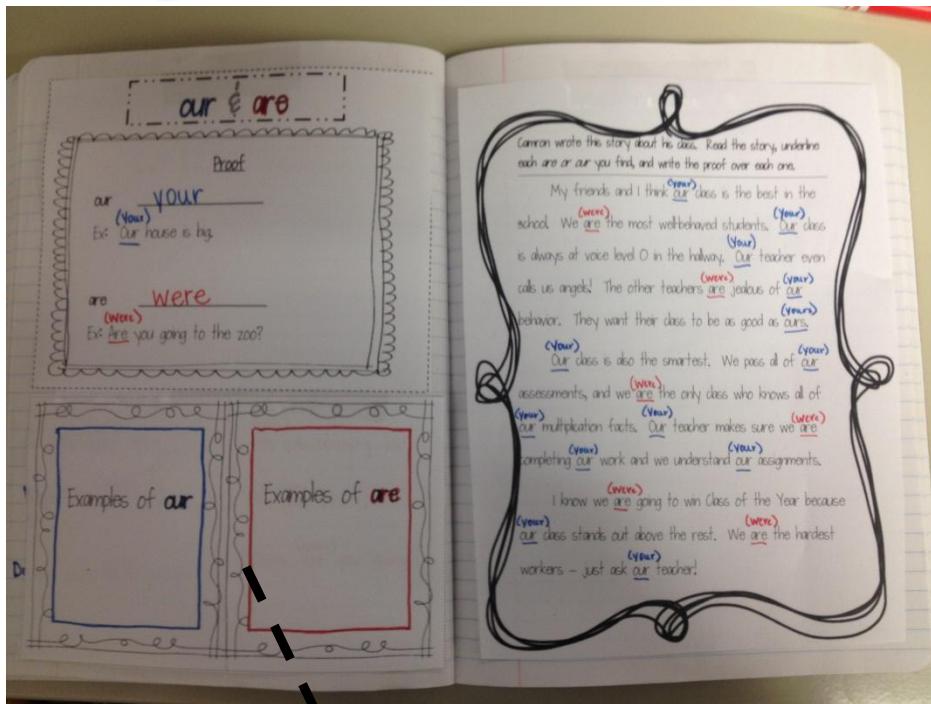 our & are
Proof
our your
(your)
Ex: Our house is big.
are were
(were)
Ex: Are you going to the zoo?
Examples of our
Examples of are
Camron wrote this story about his class. Read the story, underline
each are or our you find, and write the proof over each one.
(your)
My friends and I think our class is the best in the
(were) (your)
school. We are the most well-behaved students. Our class
(your)
is always at voice level 0 in the hallway. Our teacher even
(were) (your)
calls us angels! The other teachers are jealous of our
(yours)
behavior. They want their class to be as good as ours.
(your) (your)
Our class is also the smartest. We pass all of our
(were)
assessments, and we are the only class who knows all of
(your) (your) (were)
our multiplication facts. Our teacher makes sure we are
(your) (your)
completing our work and we understand our assignments.
(were)
I know we are going to win Class of the Year because
(your) (were)
our class stands out above the rest. We are the hardest
(your)
workers – just ask our teacher!